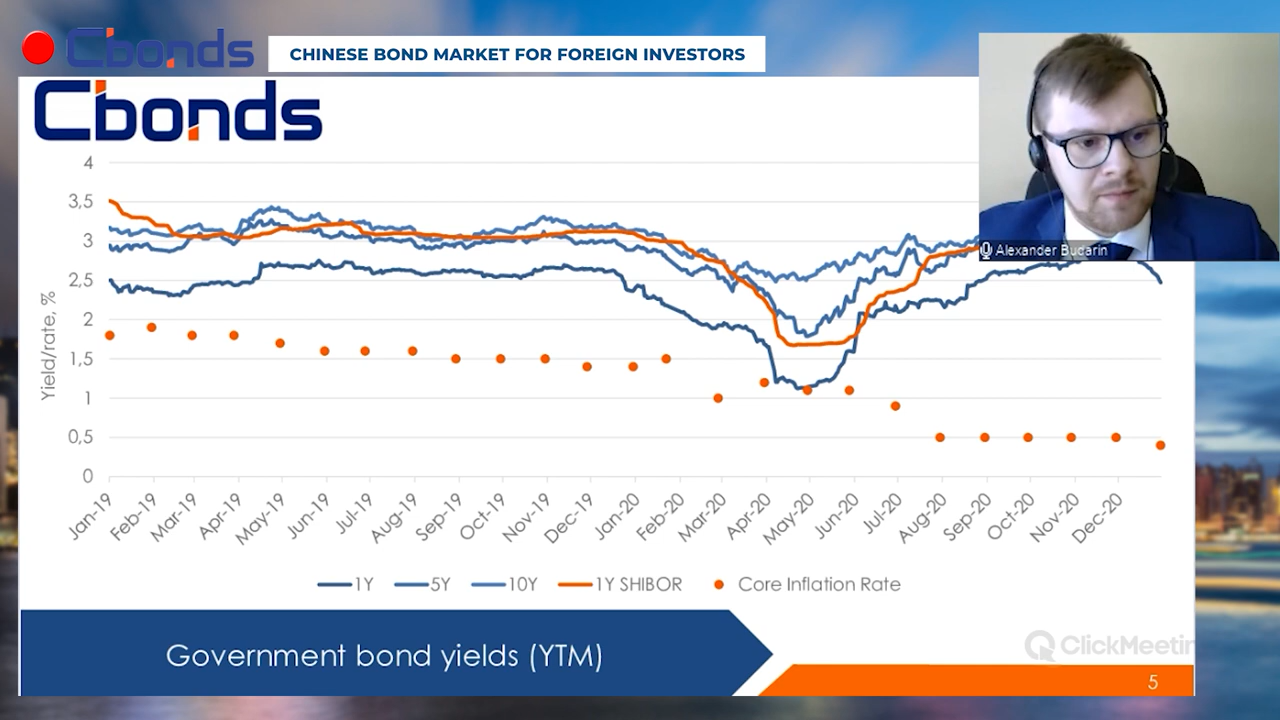 Cbonds
CHINESE BOND MARKET FOR FOREIGN INVESTORS
Cbonds
Alexander Budarin
Yield/rate, %
4
3,5
3
2,5
2
1,5
1
0,5
0
Jan-19 Feb-19 Mar-19 Apr-19 May-19 Jun-19 Jul-19 Aug-19 Sep-19 Oct-19 Nov-19 Dec-19 Jan-20 Feb-20 Mar-20 Apr-20 May-20 Jun-20 Jul-20 Aug-20 Sep-20 Oct-20 Nov-20 Dec-20
1Y 5Y 10Y 1Y SHIBOR Core Inflation Rate
Government bond yields (YTM)
ClickMeetin
5